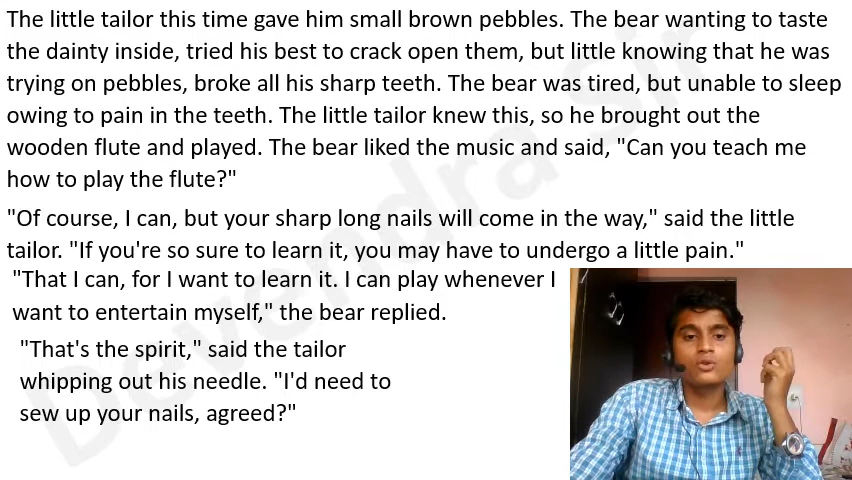 The little tailor this time gave him small brown pebbles. The bear wanting to taste
the dainty inside, tried his best to crack open them, but little knowing that he was
trying on pebbles, broke all his sharp teeth. The bear was tired, but unable to sleep
owing to pain in the teeth. The little tailor knew this, so he brought out the
wooden flute and played. The bear liked the music and said, "Can you teach me
how to play the flute?"
"Of course, I can, but your sharp long nails will come in the way," said the little
tailor. "If you're so sure to learn it, you may have to undergo a little pain."
"That I can, for I want to learn it. I can play whenever I
want to entertain myself," the bear replied.
"That's the spirit," said the tailor
whipping out his needle. "I'd need to
sew up your nails, agreed?"
Devendra Sir